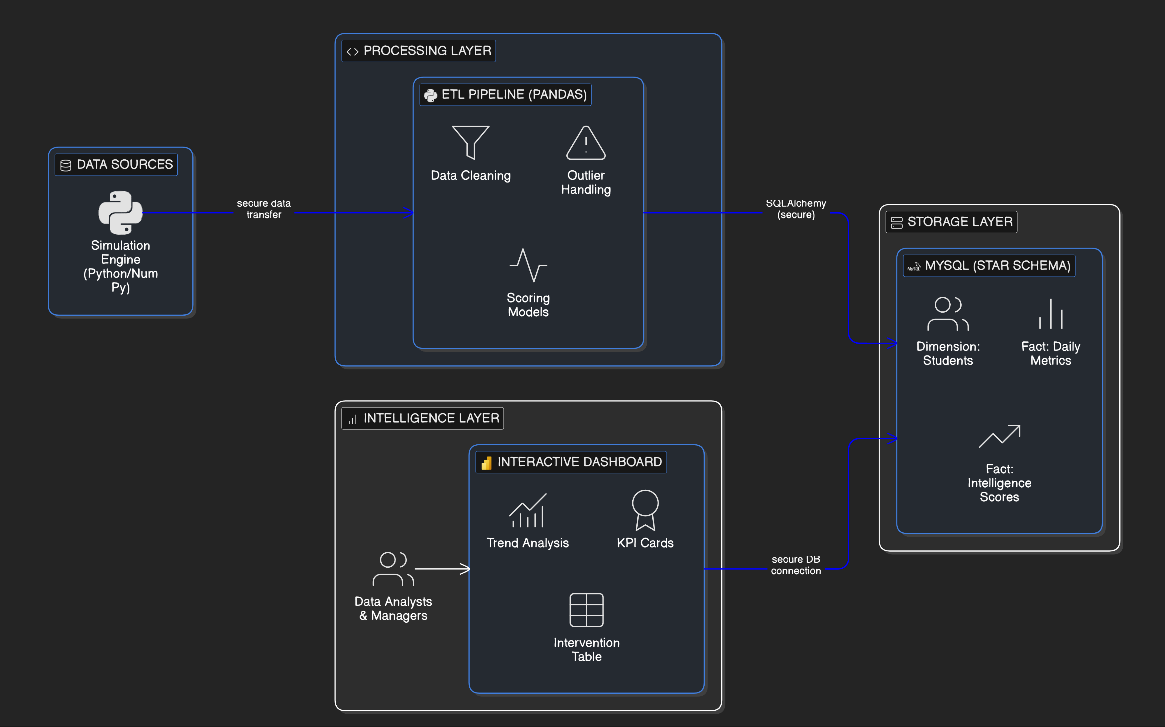 PROCESSING LAYER
ETL PIPELINE (PANDAS)
Data Cleaning
Outlier
Handling
Scoring
Models
DATA SOURCES
Simulation
Engine
(Python/Num
Py)
secure data
transfer
SQLAlchemy
(secure)
STORAGE LAYER
MYSQL (STAR SCHEMA)
Dimension:
Students
Fact: Daily
Metrics
Fact:
Intelligence
Scores
INTELLIGENCE LAYER
INTERACTIVE DASHBOARD
Trend Analysis
KPI Cards
Intervention
Table
Data Analysts
& Managers
secure DB
connection